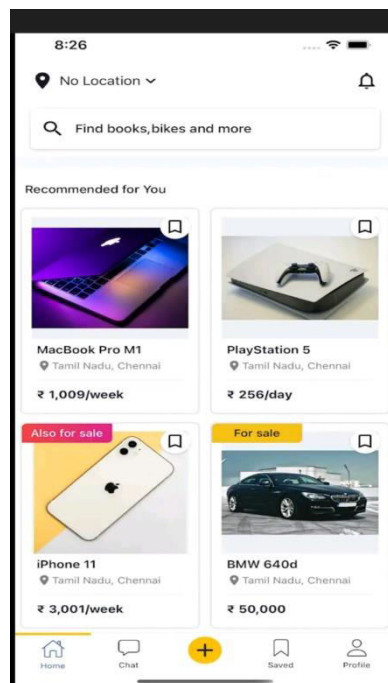 8:26
No Location
Find books,bikes and more
Recommended for You
MacBook Pro M1
Tamil Nadu, Chennai
₹ 1,009/week
PlayStation 5
Tamil Nadu, Chennai
₹ 256/day
Also for sale
iPhone 11
Tamil Nadu, Chennai
₹ 3,001/week
For sale
BMW 640d
Tamil Nadu, Chennai
₹ 50,000
Home
Chat
Saved
Profile